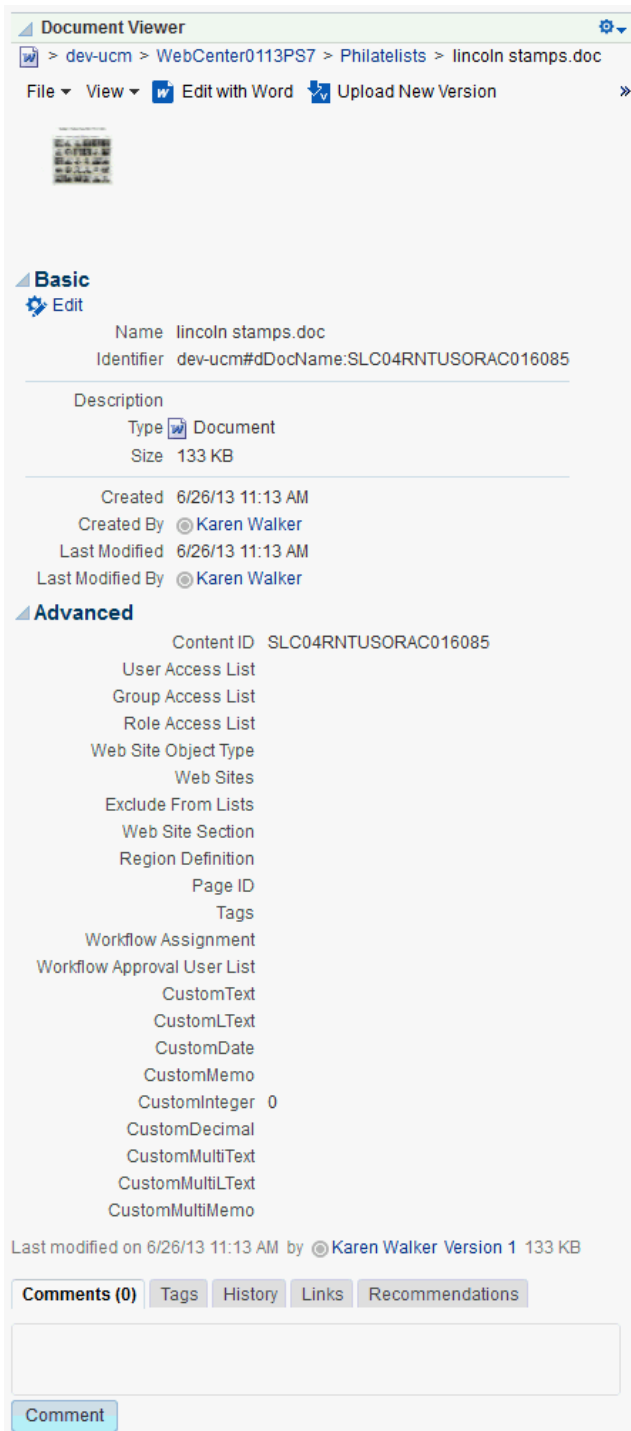 Document Viewer
> dev-ucm > WebCenter0113PS7 > Philatelists > lincoln stamps.doc
File View Edit with Word Upload New Version »
Basic
Edit
Name lincoln stamps.doc
Identifier dev-ucm#dDocName:SLC04RNTUSORAC016085
Description
Type Document
Size 133 KB
Created 6/26/13 11:13 AM
Created By Karen Walker
Last Modified 6/26/13 11:13 AM
Last Modified By Karen Walker
Advanced
Content ID SLC04RNTUSORAC016085
User Access List
Group Access List
Role Access List
Web Site Object Type
Web Sites
Exclude From Lists
Web Site Section
Region Definition
Page ID
Tags
Workflow Assignment
Workflow Approval User List
CustomText
CustomLText
CustomDate
CustomMemo
CustomInteger 0
CustomDecimal
CustomMultiText
CustomMultiLText
CustomMultiMemo
Last modified on 6/26/13 11:13 AM by Karen Walker Version 1 133 KB
Comments (0) Tags History Links Recommendations
Comment